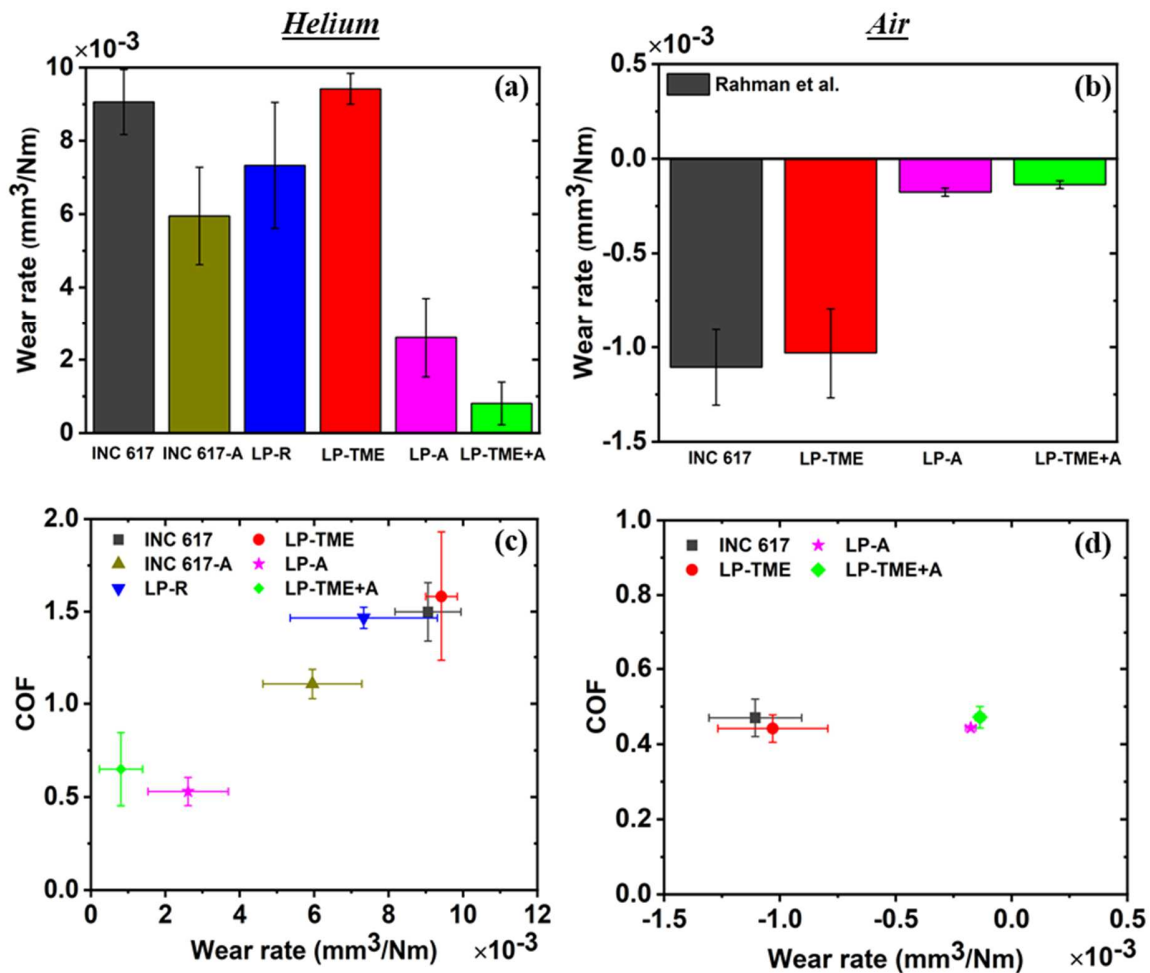 Helium
Air
×10⁻³
10
8
6
4
2
0
Wear rate (mm³/Nm)
(a)
INC 617 INC 617-A LP-R LP-TME LP-A LP-TME+A
×10⁻³
0.5
0.0
-0.5
-1.0
-1.5
Wear rate (mm³/Nm)
Rahman et al.
(b)
INC 617 LP-TME LP-A LP-TME+A
2.0
1.5
1.0
0.5
0.0
COF
INC 617 LP-TME
INC 617-A LP-A
LP-R LP-TME+A
(c)
0 2 4 6 8 10 12
Wear rate (mm³/Nm) ×10⁻³
1.0
0.8
0.6
0.4
0.2
0.0
COF
INC 617 LP-A
LP-TME LP-TME+A
(d)
-1.5 -1.0 -0.5 0.0 0.5
Wear rate (mm³/Nm) ×10⁻³